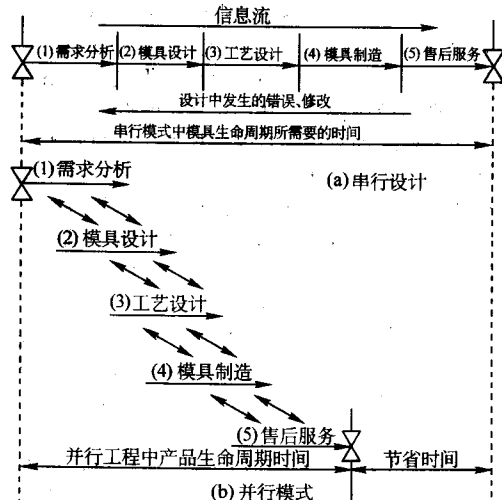 信息流
(1)需求分析 (2)模具设计 (3)工艺设计 (4)模具制造 (5)售后服务
设计中发生的错误、修改
串行模式中模具生命周期所需要的时间
(1)需求分析
(a)串行设计
(2)模具设计
(3)工艺设计
(4)模具制造
(5)售后服务
并行工程中产品生命周期时间 节省时间
(b)并行模式